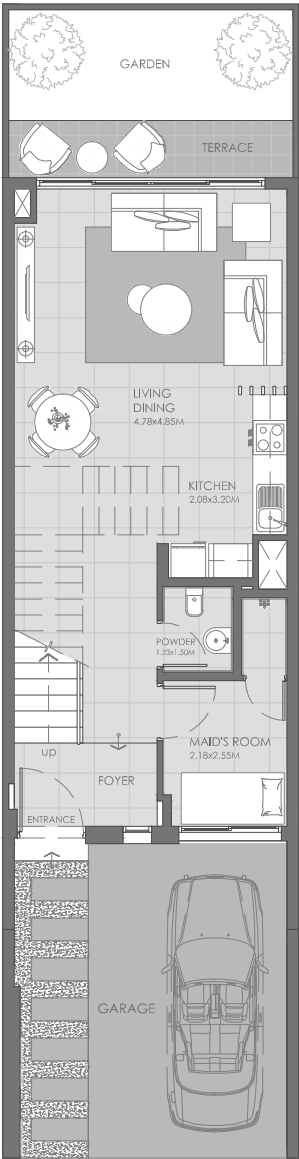 GARDEN
TERRACE
LIVING
DINING
4.78x4.85M
KITCHEN
2.08x3.20M
POWDER
1.23x1.50M
MAID'S ROOM
2.18x2.55M
up
FOYER
ENTRANCE
GARAGE